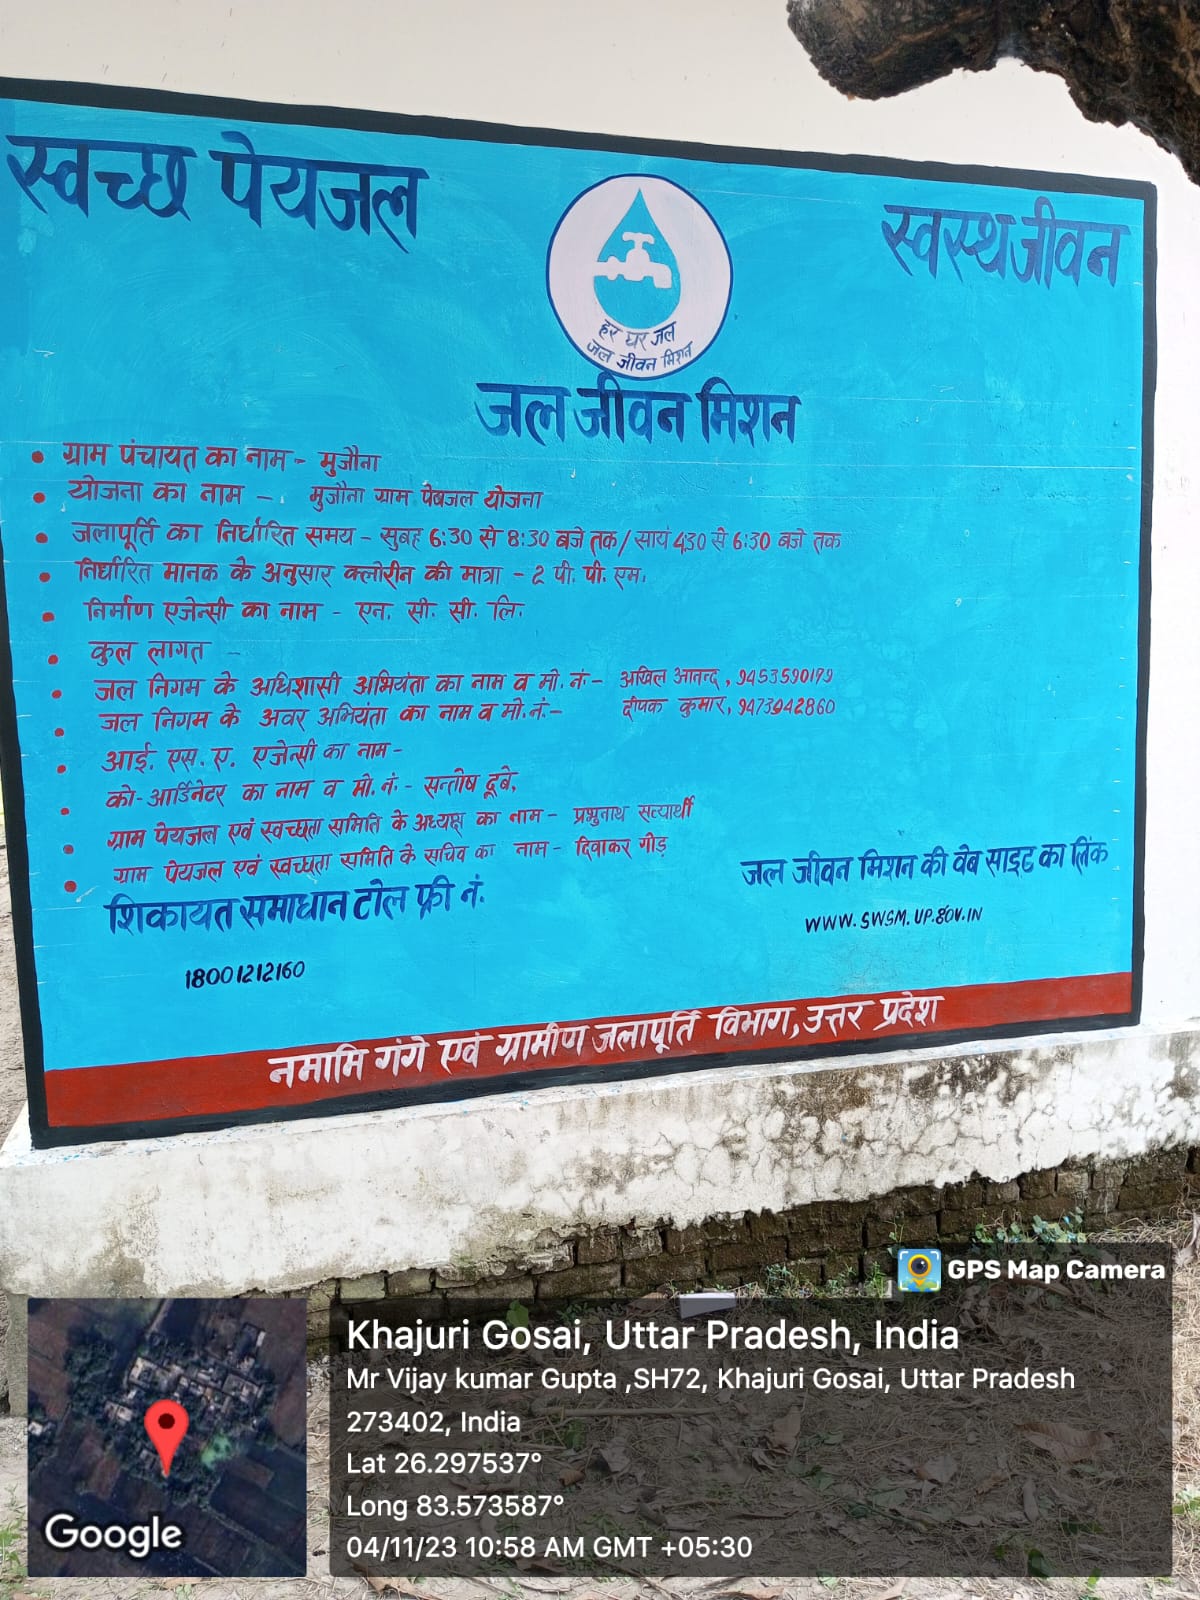 स्वच्छ पेयजल
स्वस्थ जीवन
हर घर जल
जल जीवन मिशन
जल जीवन मिशन
• ग्राम पंचायत का नाम - मुजौना
• योजना का नाम - मुजौना ग्राम पेयजल योजना
• जलापूर्ति का निर्धारित समय - सुबह 6:30 से 8:30 बजे तक / सायं 4:30 से 6:30 बजे तक
• निर्धारित मानक के अनुसार क्लोरीन की मात्रा - 2 पी. पी. एम.
• निर्माण एजेन्सी का नाम - एन. सी. सी. लि.
• कुल लागत -
• जल निगम के अधिशासी अभियंता का नाम व मो. नं. - अखिल आनन्द, 9453590179
• जल निगम के अवर अभियंता का नाम व मो. नं. - दीपक कुमार, 9473942860
• आई. एस. ए. एजेन्सी का नाम -
• को-आर्डिनेटर का नाम व मो. नं. - सन्तोष दूबे,
• ग्राम पेयजल एवं स्वच्छता समिति के अध्यक्ष का नाम - प्रभुनाथ सत्यार्थी
• ग्राम पेयजल एवं स्वच्छता समिति के सचिव का नाम - दिवाकर गौड़
शिकायत समाधान टोल फ्री नं.
18001212160
जल जीवन मिशन की वेब साइट का लिंक
WWW.SWSM.UP.GOV.IN
नमामि गंगे एवं ग्रामीण जलापूर्ति विभाग, उत्तर प्रदेश
GPS Map Camera
Khajuri Gosai, Uttar Pradesh, India
Mr Vijay kumar Gupta ,SH72, Khajuri Gosai, Uttar Pradesh
273402, India
Lat 26.297537°
Long 83.573587°
04/11/23 10:58 AM GMT +05:30
Google